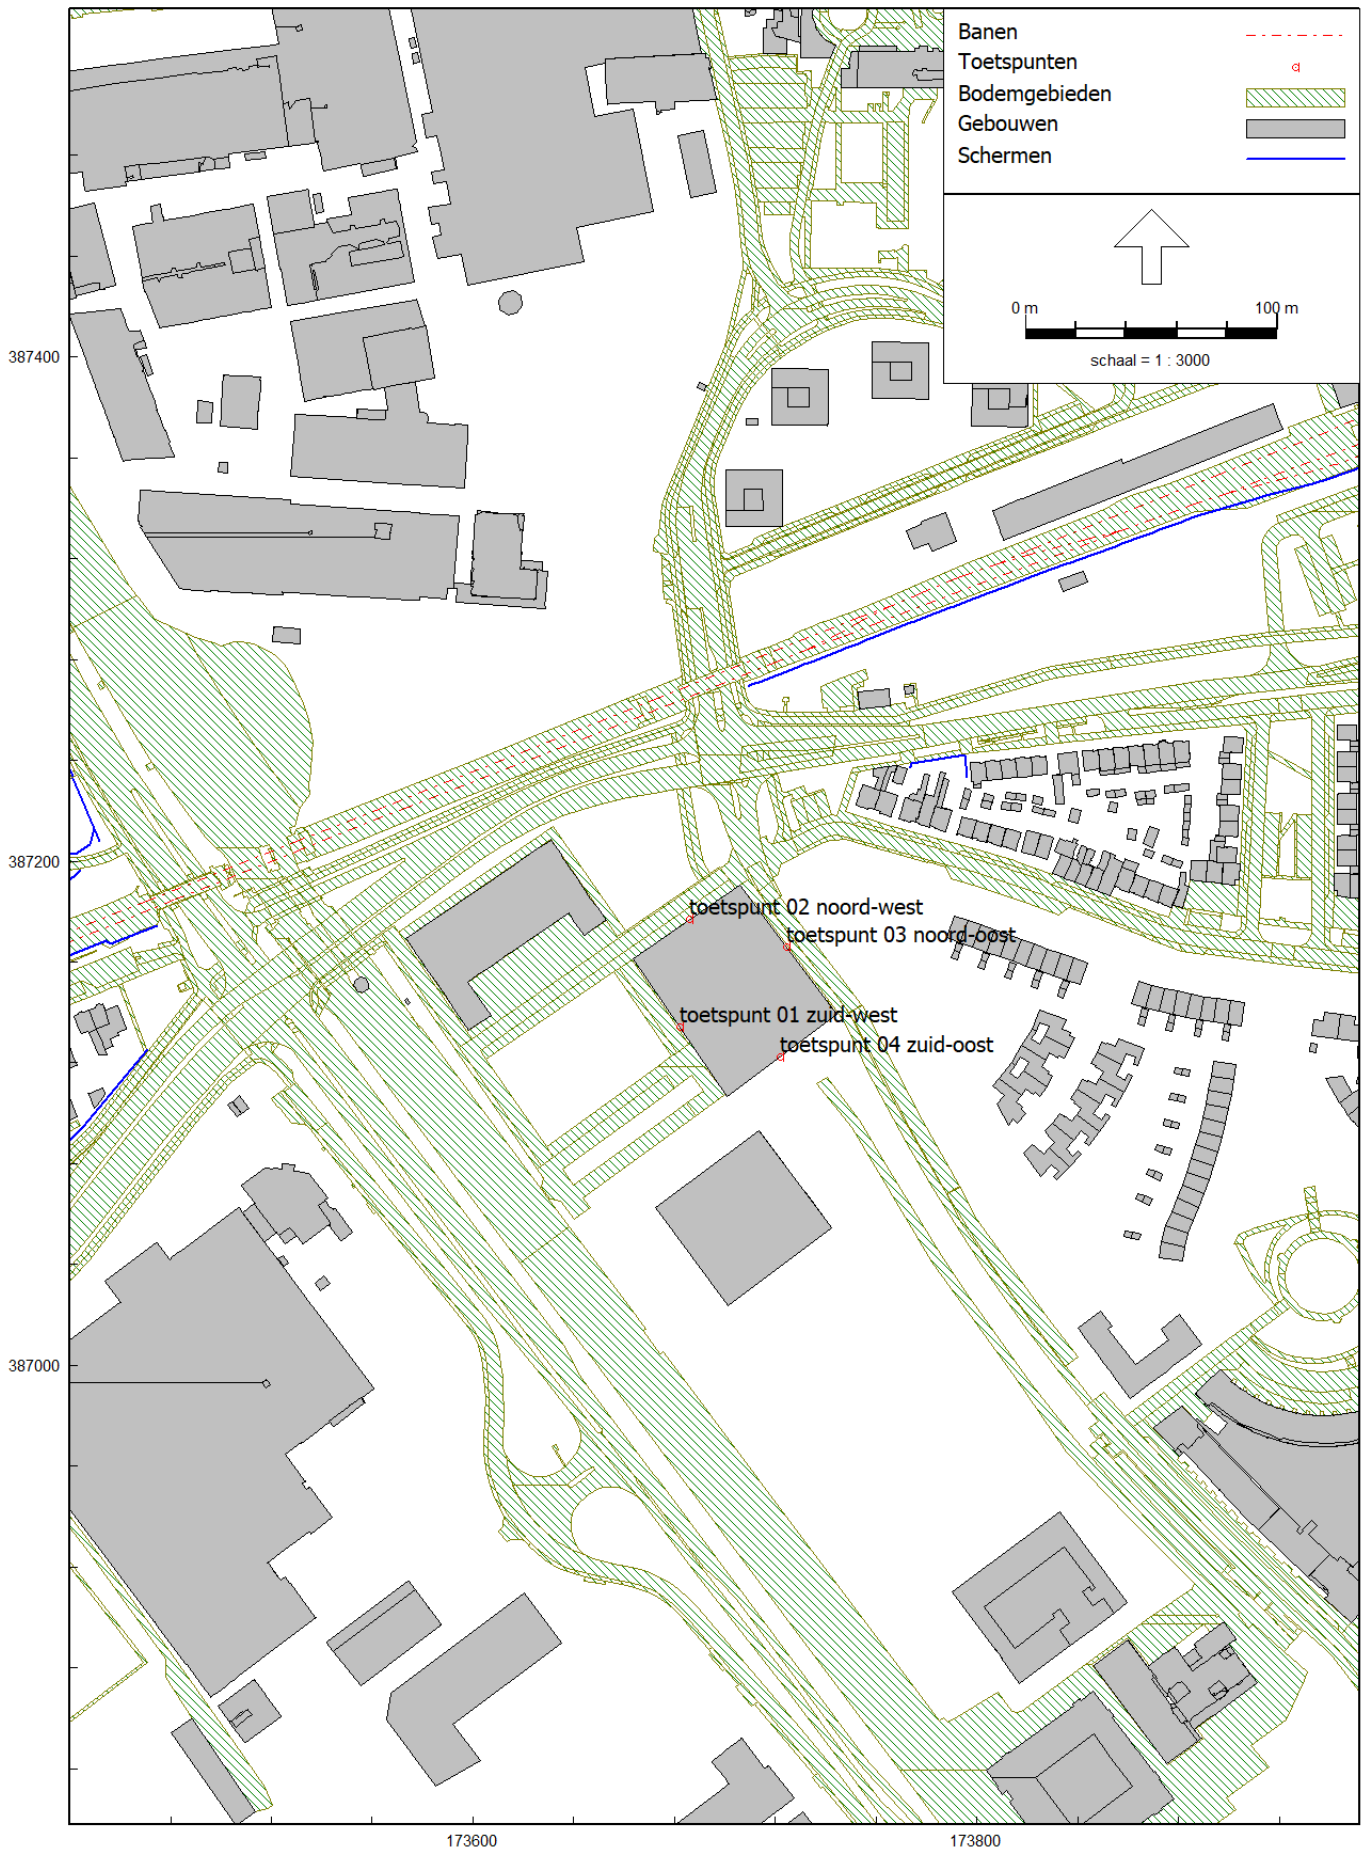 Banen
Toetspunten
Bodemgebieden
Gebouwen
Schermen
0 m 100 m
schaal = 1 : 3000
387400
387200
toetspunt 02 noord-west
toetspunt 03 noord-oost
toetspunt 01 zuid-west
toetspunt 04 zuid-oost
387000
173600 173800